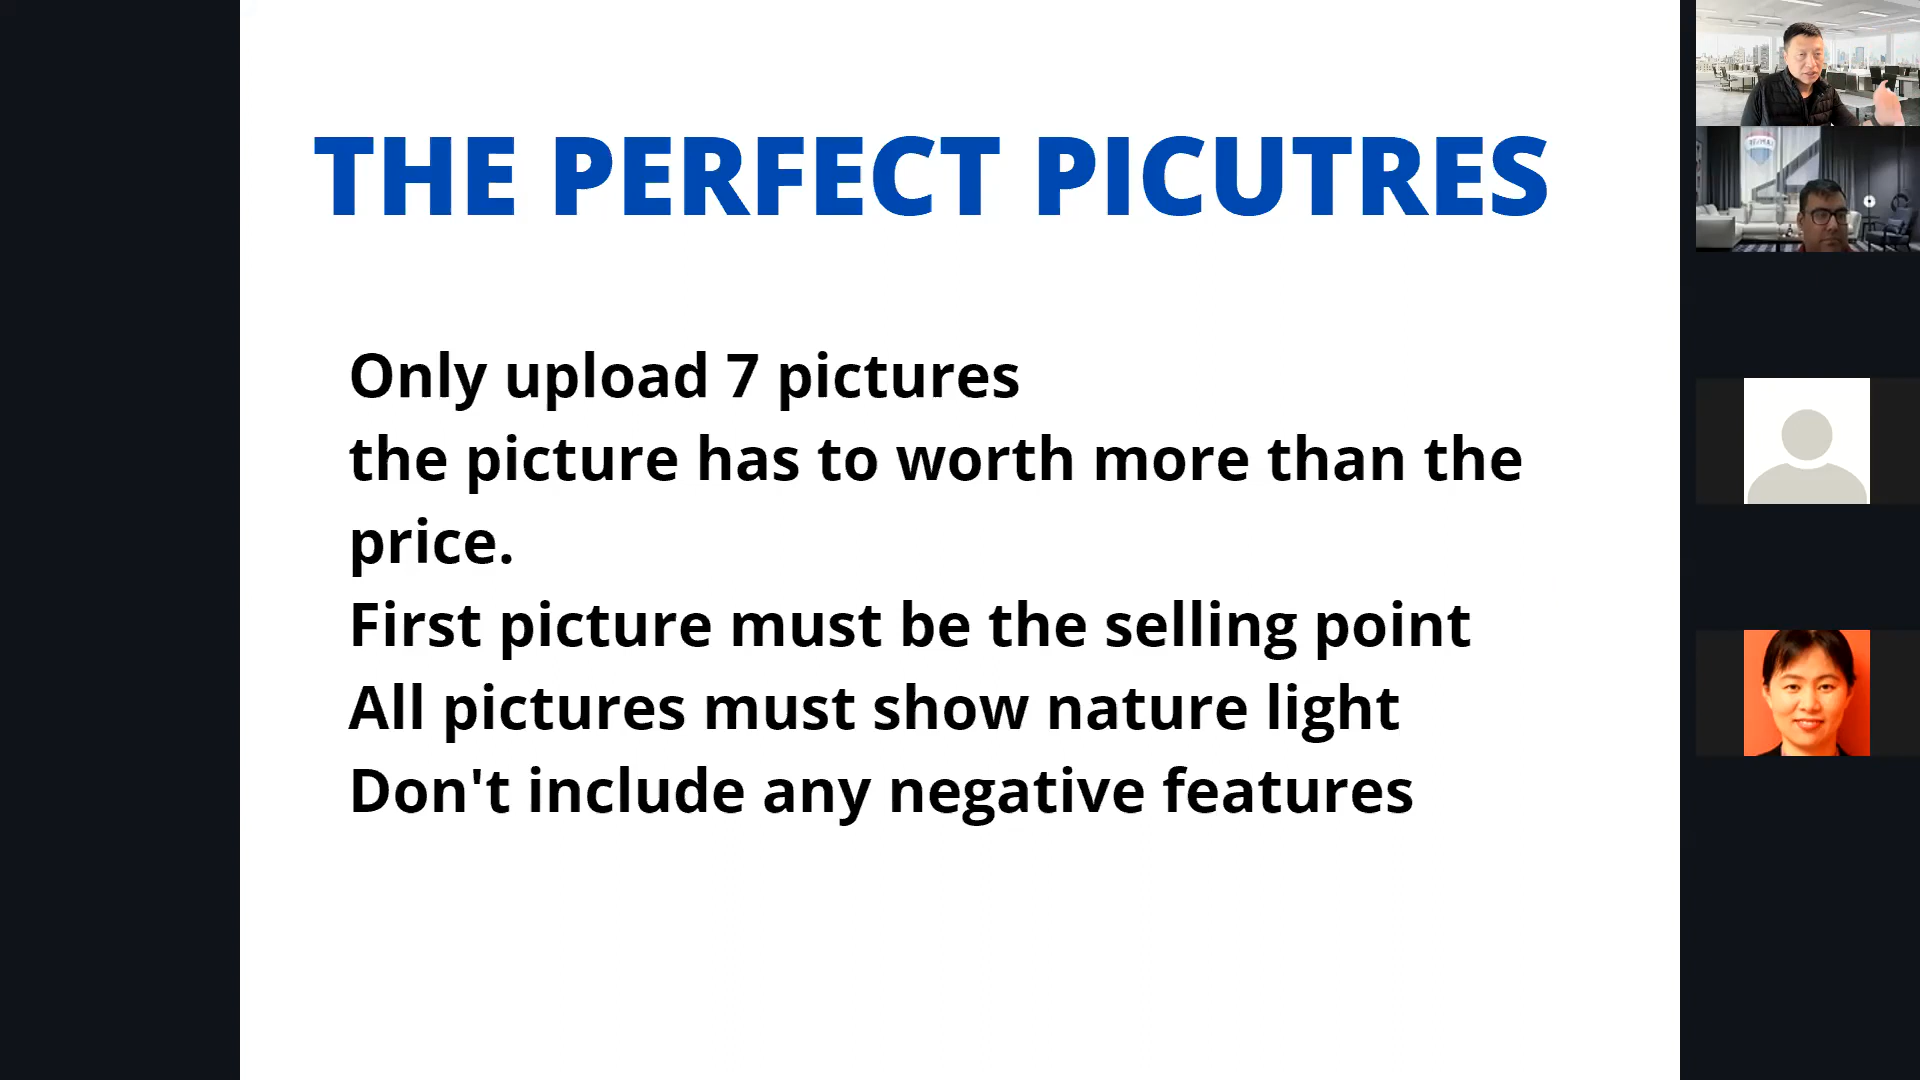 THE PERFECT PICUTRES
Only upload 7 pictures
the picture has to worth more than the
price.
First picture must be the selling point
All pictures must show nature light
Don't include any negative features